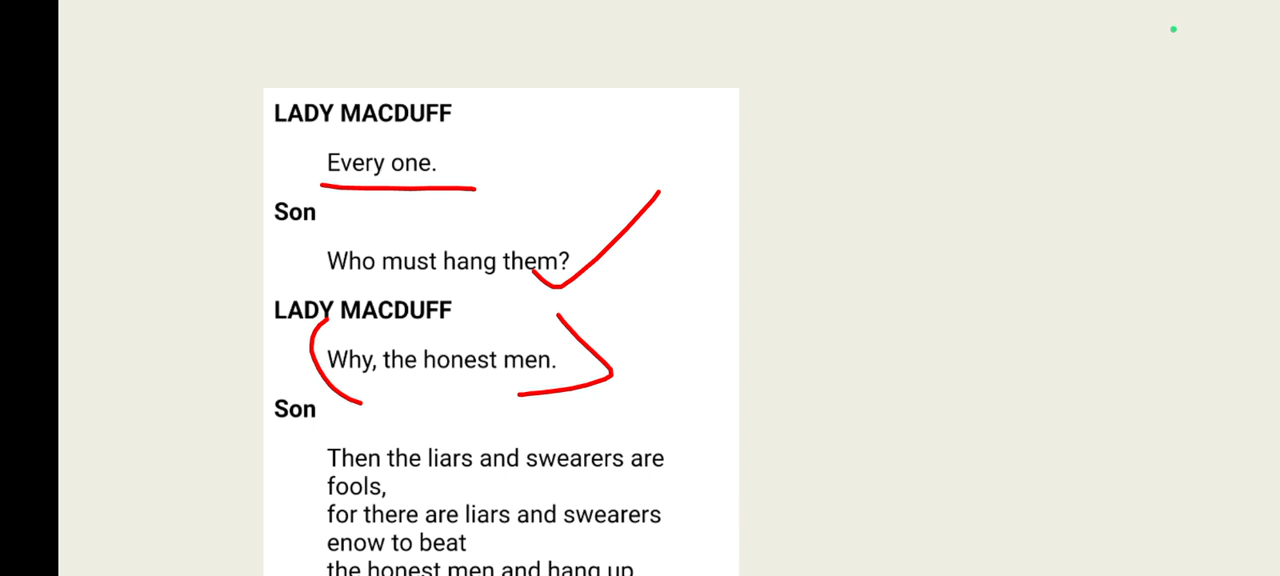 LADY MACDUFF
Every one.
Son
Who must hang them?
LADY MACDUFF
Why, the honest men.
Son
Then the liars and swearers are
fools,
for there are liars and swearers
enow to beat
the honest men and hang up